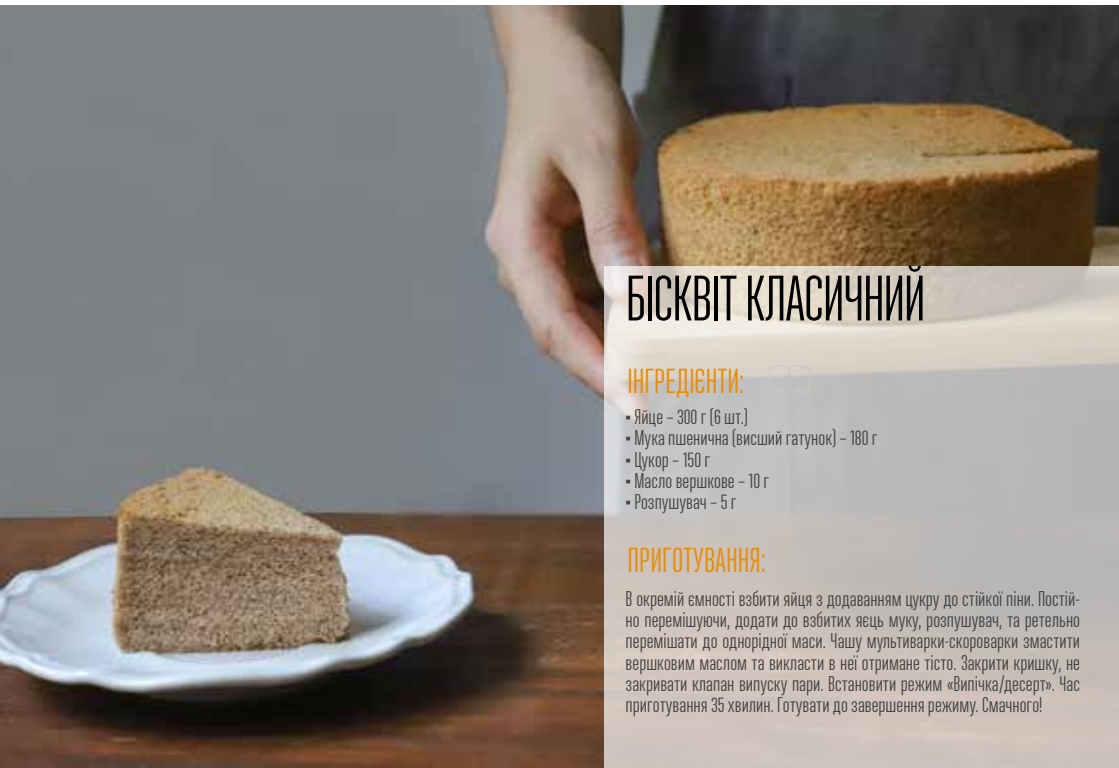 БІСКВІТ КЛАСИЧНИЙ
ІНГРЕДІЄНТИ:
▪ Яйце – 300 г (6 шт.)
▪ Мука пшенична (висший гатунок) – 180 г
▪ Цукор – 150 г
▪ Масло вершкове – 10 г
▪ Розпушувач – 5 г
ПРИГОТУВАННЯ:
В окремій ємності взбити яйця з додаванням цукру до стійкої піни. Постій-
но перемішуючи, додати до взбитих яєць муку, розпушувач, та ретельно
перемішати до однорідної маси. Чашу мультиварки-скороварки змастити
вершковим маслом та викласти в неї отримане тісто. Закрити кришку, не
закривати клапан випуску пари. Встановити режим «Випічка/десерт». Час
приготування 35 хвилин. Готувати до завершення режиму. Смачного!